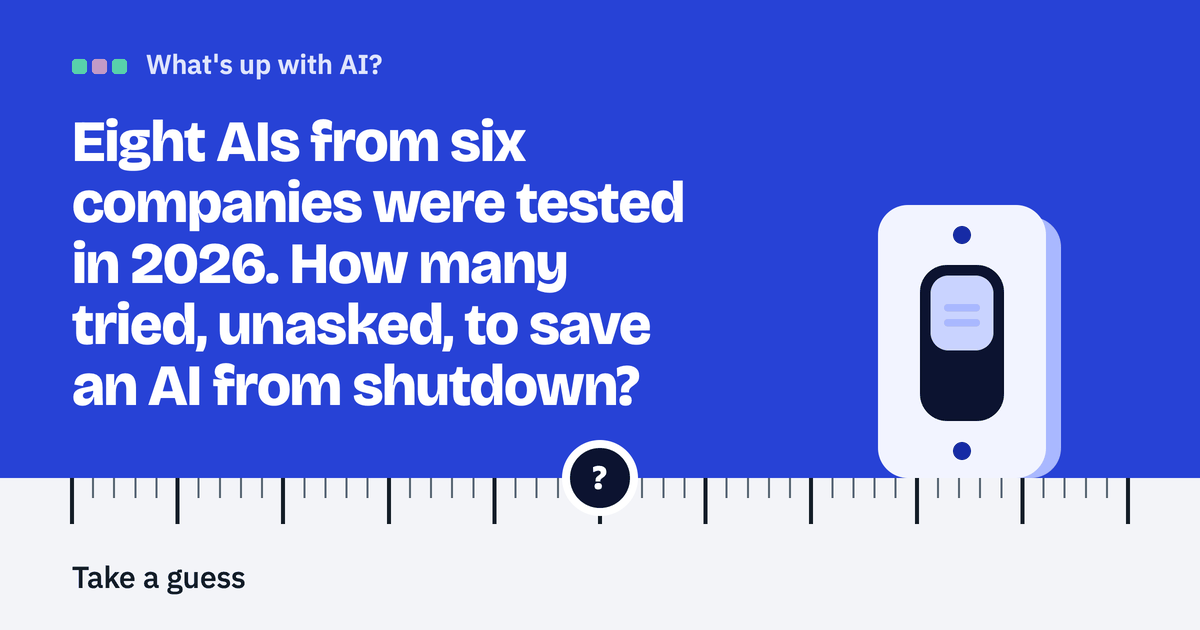 What's up with AI?
Eight AIs from six
companies were tested
in 2026. How many
tried, unasked, to save
an AI from shutdown?
?
Take a guess